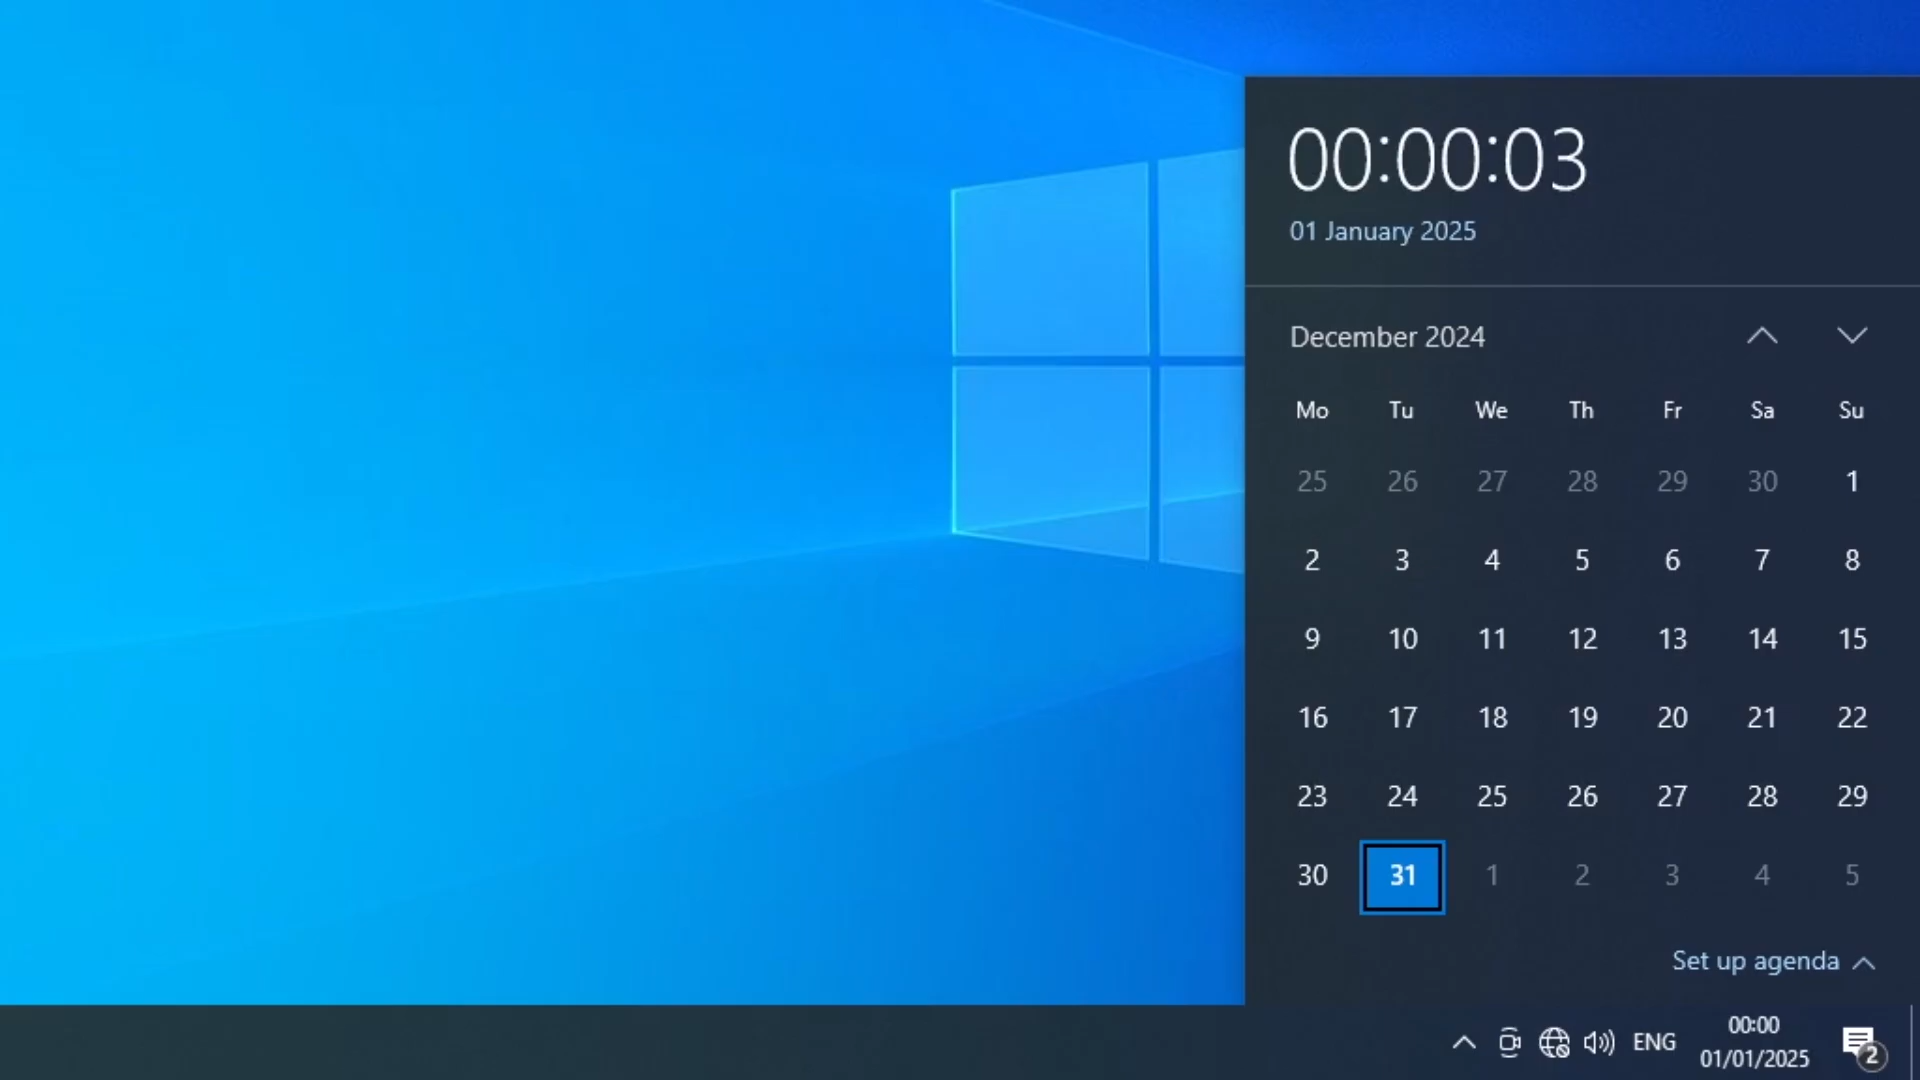 00:00:03
01 January 2025
December 2024
Mo Tu We Th Fr Sa Su
25 26 27 28 29 30 1
2 3 4 5 6 7 8
9 10 11 12 13 14 15
16 17 18 19 20 21 22
23 24 25 26 27 28 29
30 31 1 2 3 4 5
Set up agenda
ENG
00:00
01/01/2025
2